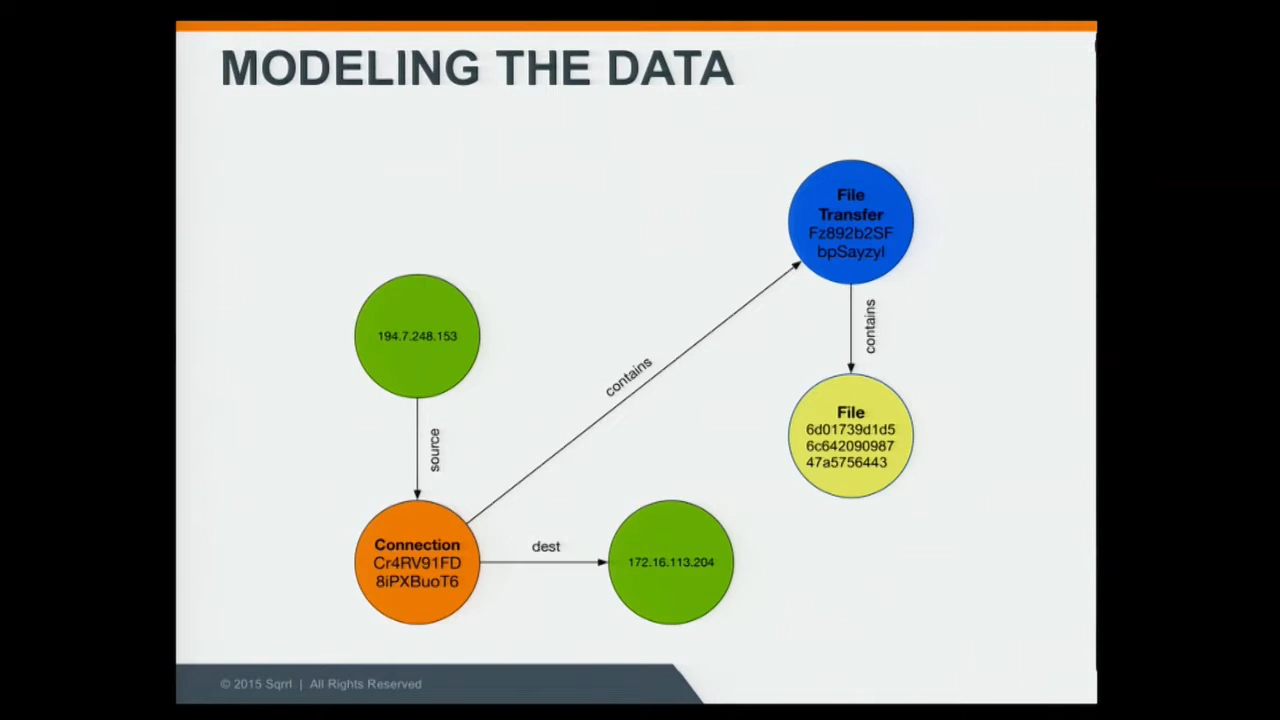 MODELING THE DATA
File
Transfer
Fz892b2SF
bpSayzyl
194.7.248.153
contains
contains
File
6d01739d1d5
6c642090987
47a5756443
source
Connection
Cr4RV91FD
8iPXBuoT6
dest
172.16.113.204
© 2015 Sqrrl | All Rights Reserved